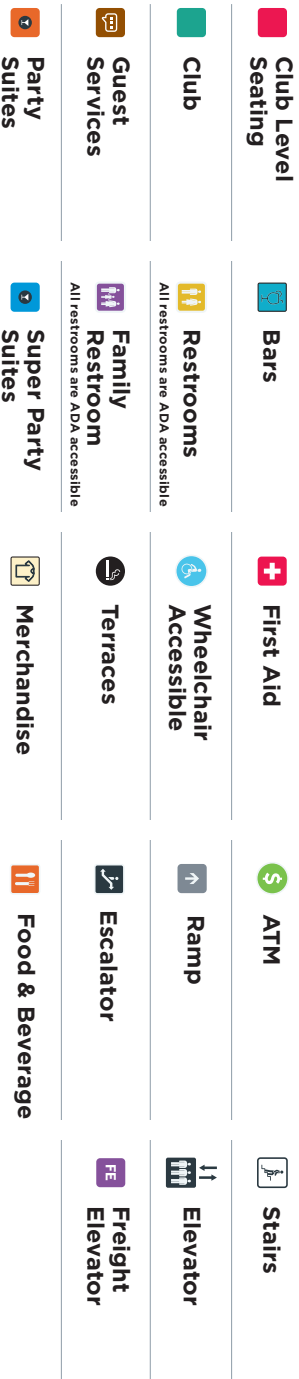 Club Level
Seating
Club
Guest
Services
Party
Suites
Bars
Restrooms
All restrooms are ADA accessible
Family
Restroom
All restrooms are ADA accessible
Super Party
Suites
First Aid
Wheelchair
Accessible
Terraces
Merchandise
$
ATM
Ramp
Escalator
Food & Beverage
Stairs
Elevator
FE
Freight
Elevator